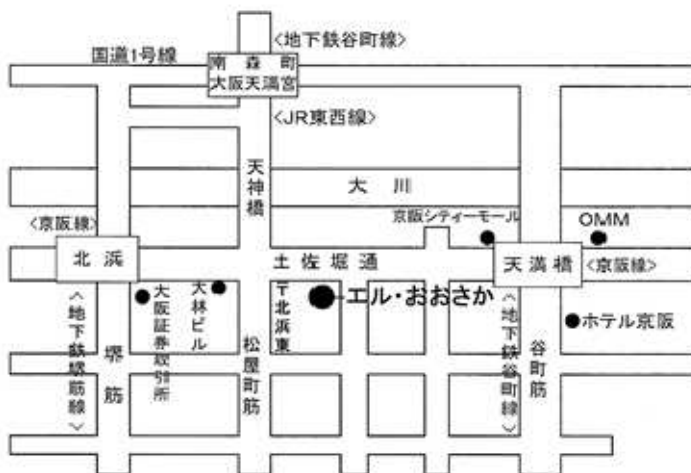 <地下鉄谷町線>
国道1号線
南森町
大阪天満宮
<JR東西線>
天神橋
大川
<京阪線>
京阪シティーモール
OMM
北浜
土佐堀通
天満橋
<京阪線>
<地下鉄堺筋線>
堺筋
大阪証券取引所
大林ビル
松屋町筋
〒北浜東
エル・おおさか
<地下鉄谷町線>
谷町筋
ホテル京阪